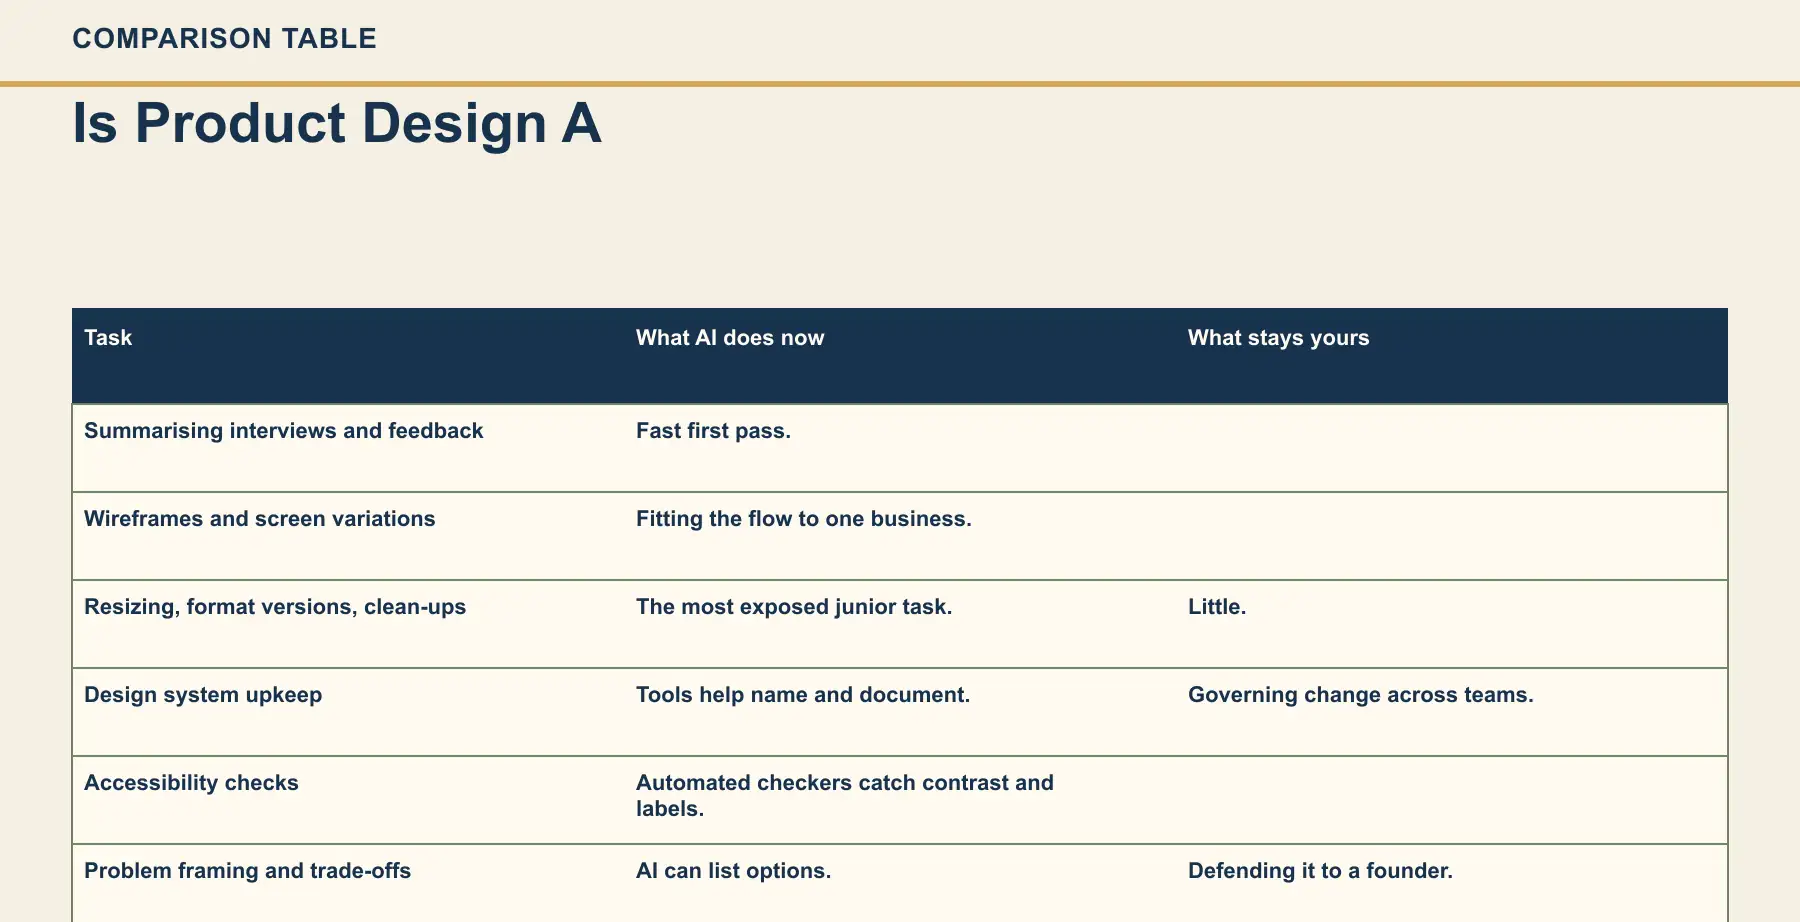 COMPARISON TABLE
Is Product Design A
Task What AI does now What stays yours
Summarising interviews and feedback Fast first pass.
Wireframes and screen variations Fitting the flow to one business.
Resizing, format versions, clean-ups The most exposed junior task. Little.
Design system upkeep Tools help name and document. Governing change across teams.
Accessibility checks Automated checkers catch contrast and
labels.
Problem framing and trade-offs AI can list options. Defending it to a founder.